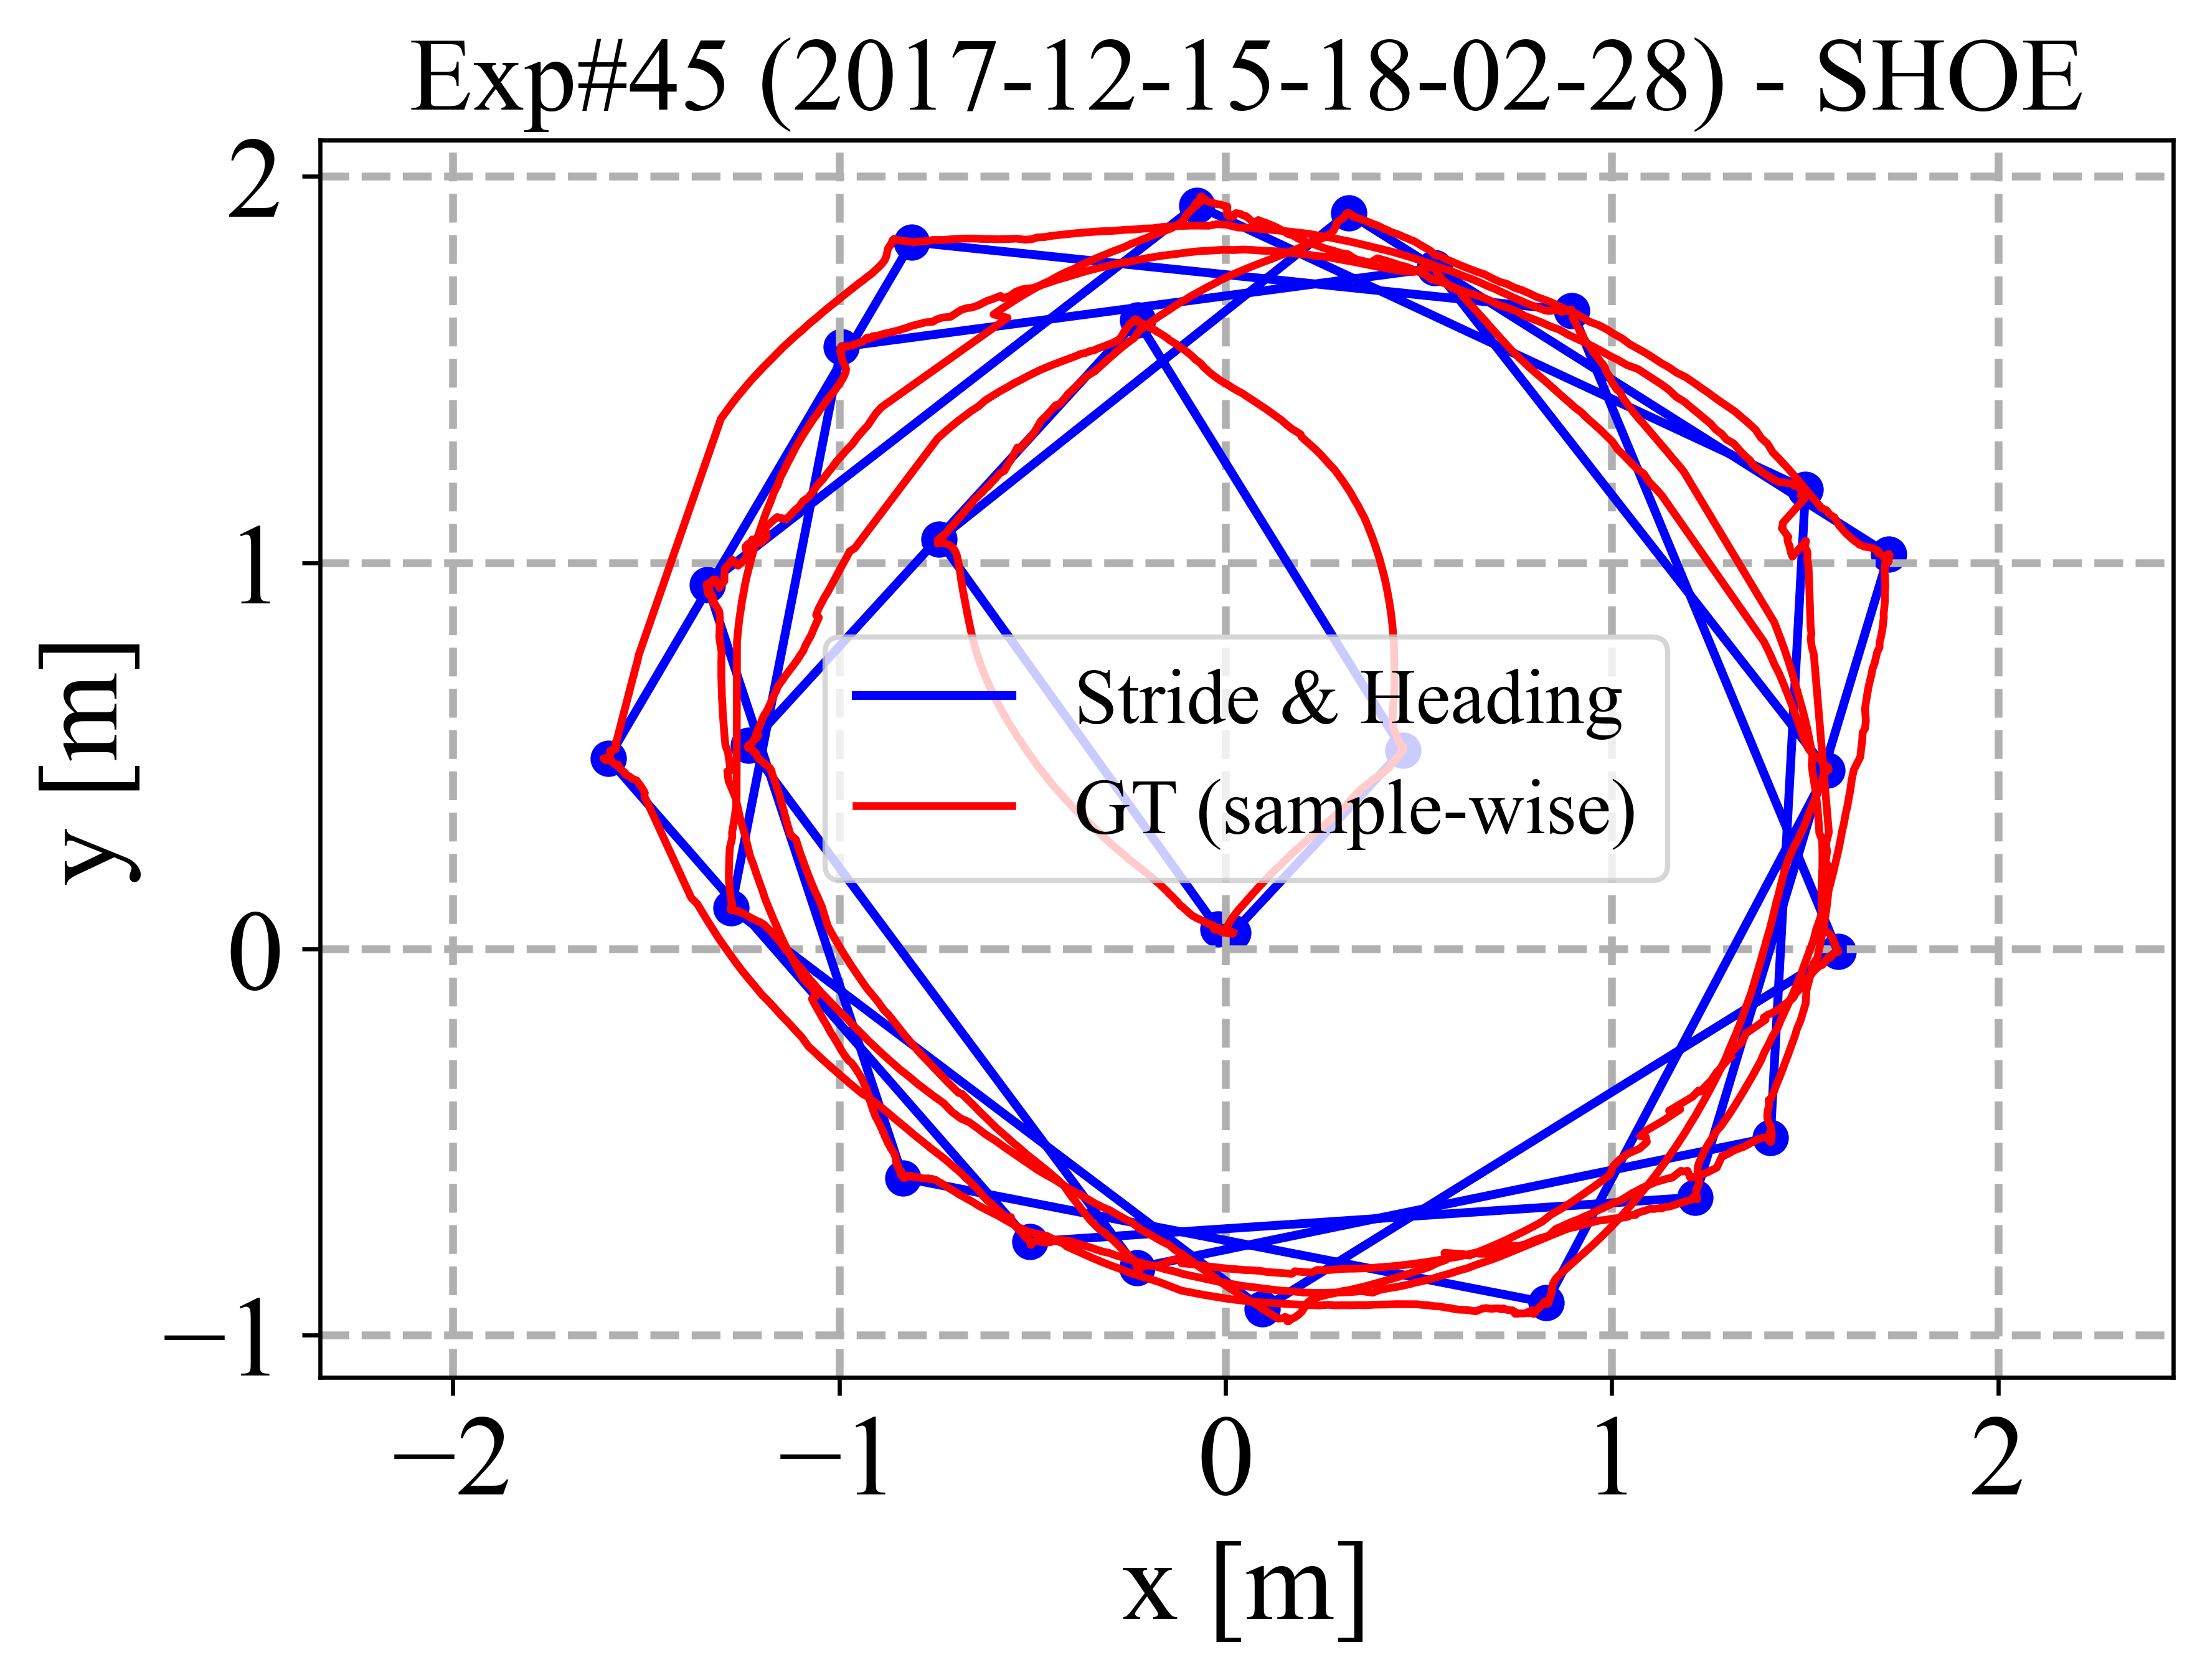 Exp#45 (2017-12-15-18-02-28) - SHOE
2
1
0
−1
y [m]
Stride & Heading
GT (sample-wise)
−2 −1 0 1 2
x [m]